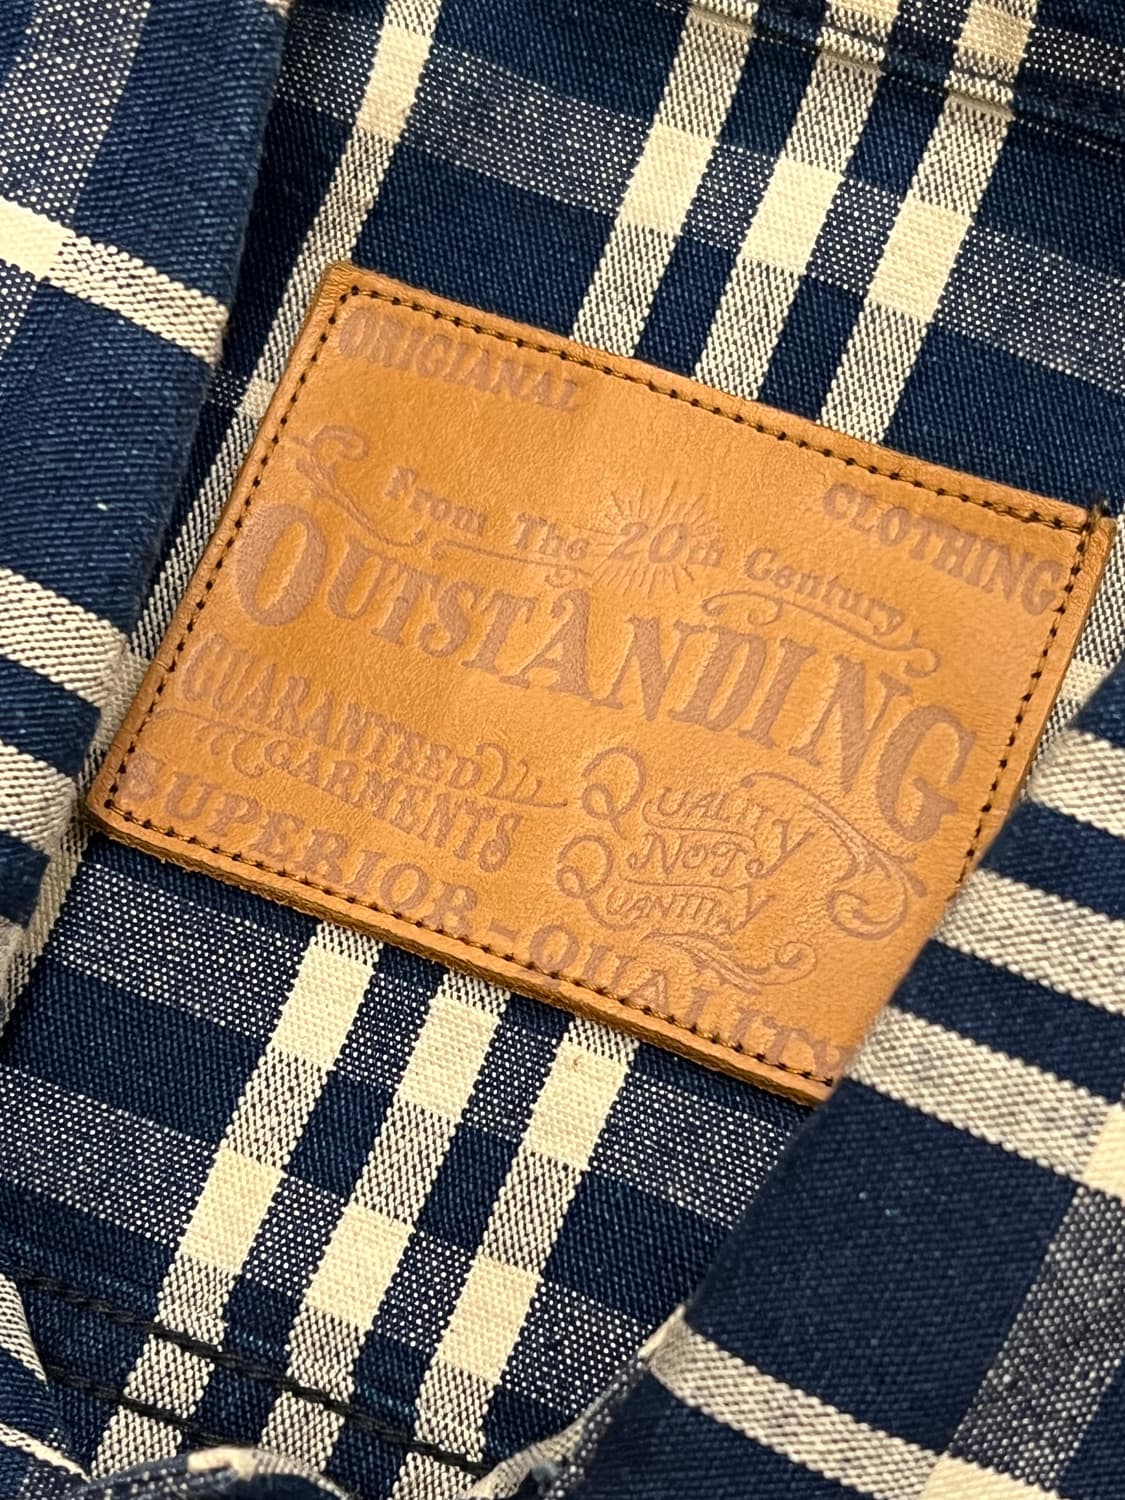 ORIGIANAL
CLOTHING
From The 20th Century
OUTSTANDING
GUARANTEED
GARMENTS
QUALITY
NOT
QUANTITY
SUPERIOR-QUALITY